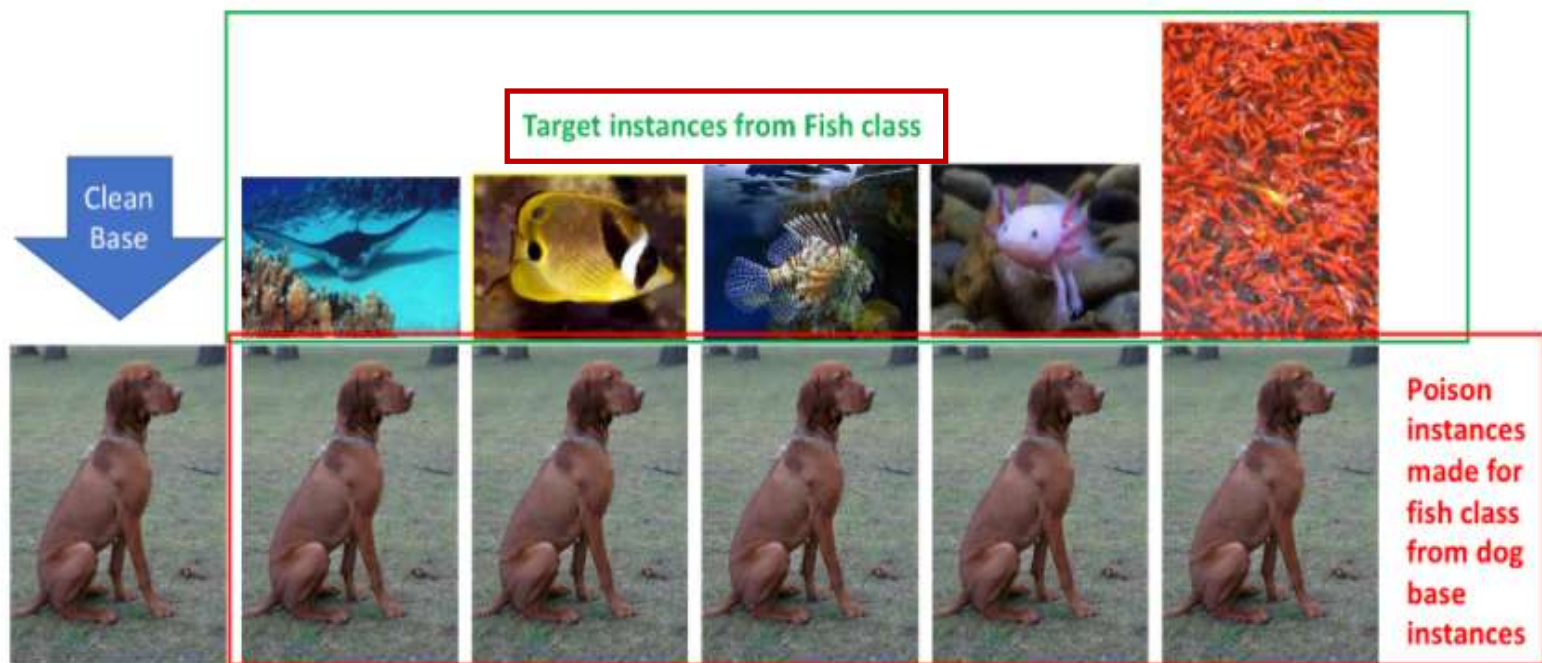 Target instances from Fish class
Clean
Base
Poison
instances
made for
fish class
from dog
base
instances